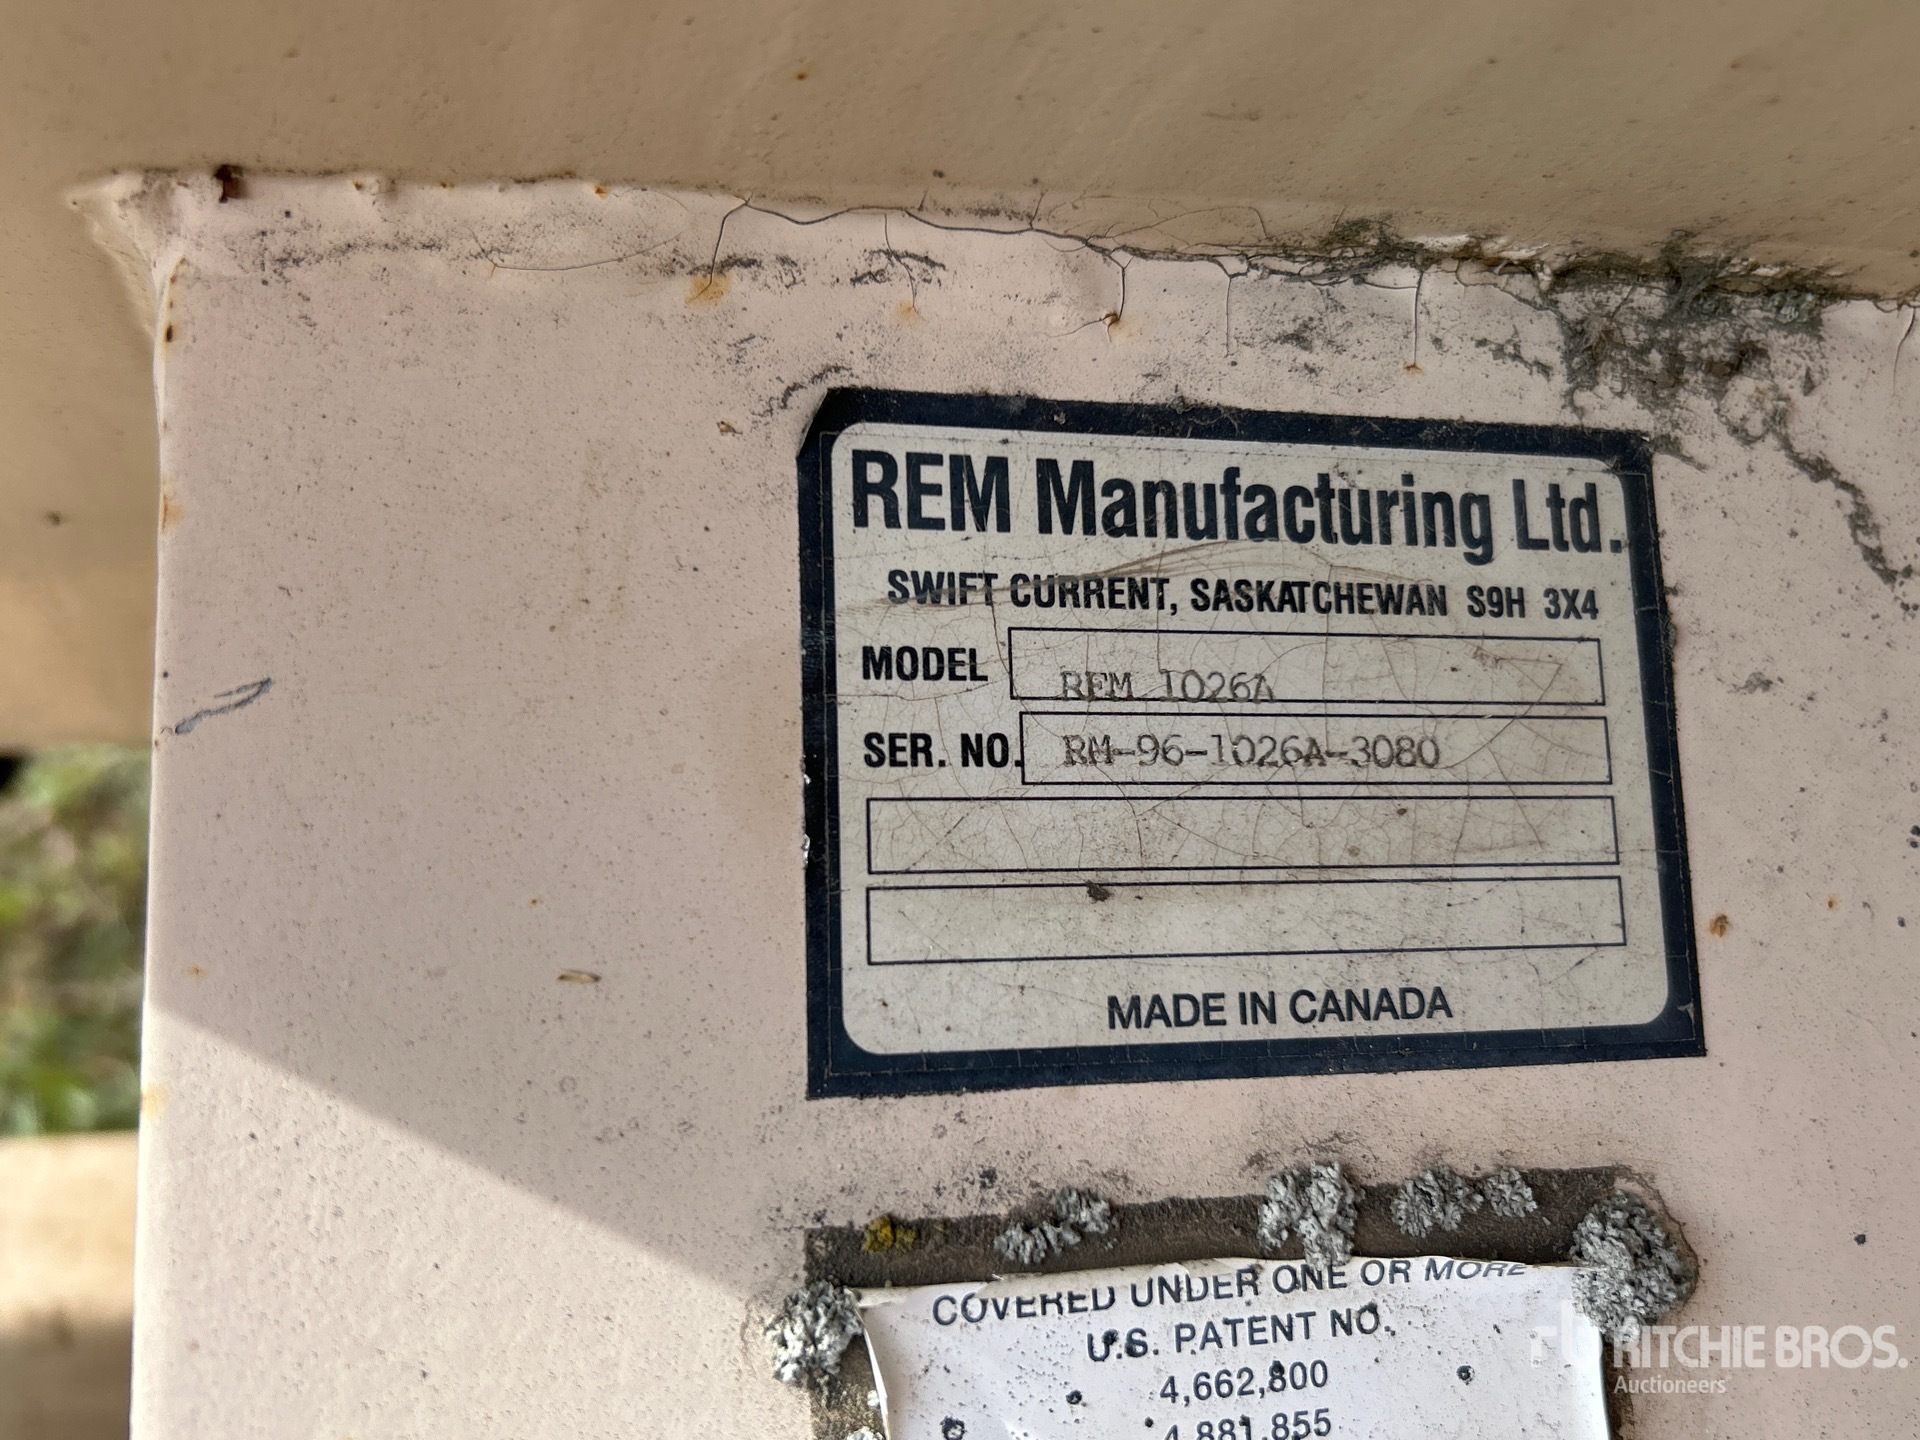 REM Manufacturing Ltd.
SWIFT CURRENT, SASKATCHEWAN S9H 3X4
MODEL REM 1026A
SER. NO. RM-96-1026A-3080
MADE IN CANADA
COVERED UNDER ONE OR MORE
U.S. PATENT NO.
4,662,800
4,881,855
RITCHIE BROS.
Auctioneers